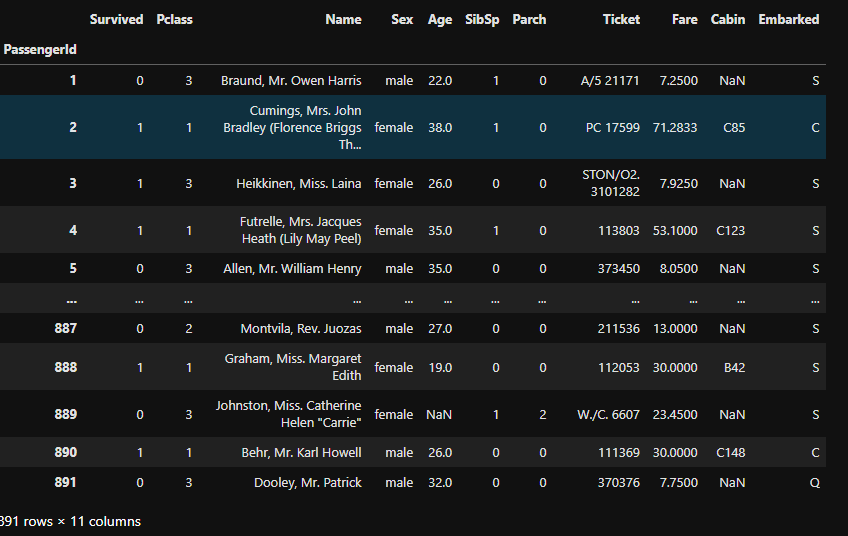 Survived Pclass Name Sex Age SibSp Parch Ticket Fare Cabin Embarked
PassengerId
1 0 3 Braund, Mr. Owen Harris male 22.0 1 0 A/5 21171 7.2500 NaN S
Cumings, Mrs. John
2 1 1 Bradley (Florence Briggs female 38.0 1 0 PC 17599 71.2833 C85 C
Th...
3 1 3 Heikkinen, Miss. Laina female 26.0 0 0 STON/O2. 7.9250 NaN S
3101282
4 1 1 Futrelle, Mrs. Jacques female 35.0 1 0 113803 53.1000 C123 S
Heath (Lily May Peel)
5 0 3 Allen, Mr. William Henry male 35.0 0 0 373450 8.0500 NaN S
... ... ... ... ... ... ... ... ... ... ... ...
887 0 2 Montvila, Rev. Juozas male 27.0 0 0 211536 13.0000 NaN S
888 1 1 Graham, Miss. Margaret female 19.0 0 0 112053 30.0000 B42 S
Edith
889 0 3 Johnston, Miss. Catherine female NaN 1 2 W./C. 6607 23.4500 NaN S
Helen "Carrie"
890 1 1 Behr, Mr. Karl Howell male 26.0 0 0 111369 30.0000 C148 C
891 0 3 Dooley, Mr. Patrick male 32.0 0 0 370376 7.7500 NaN Q
891 rows × 11 columns